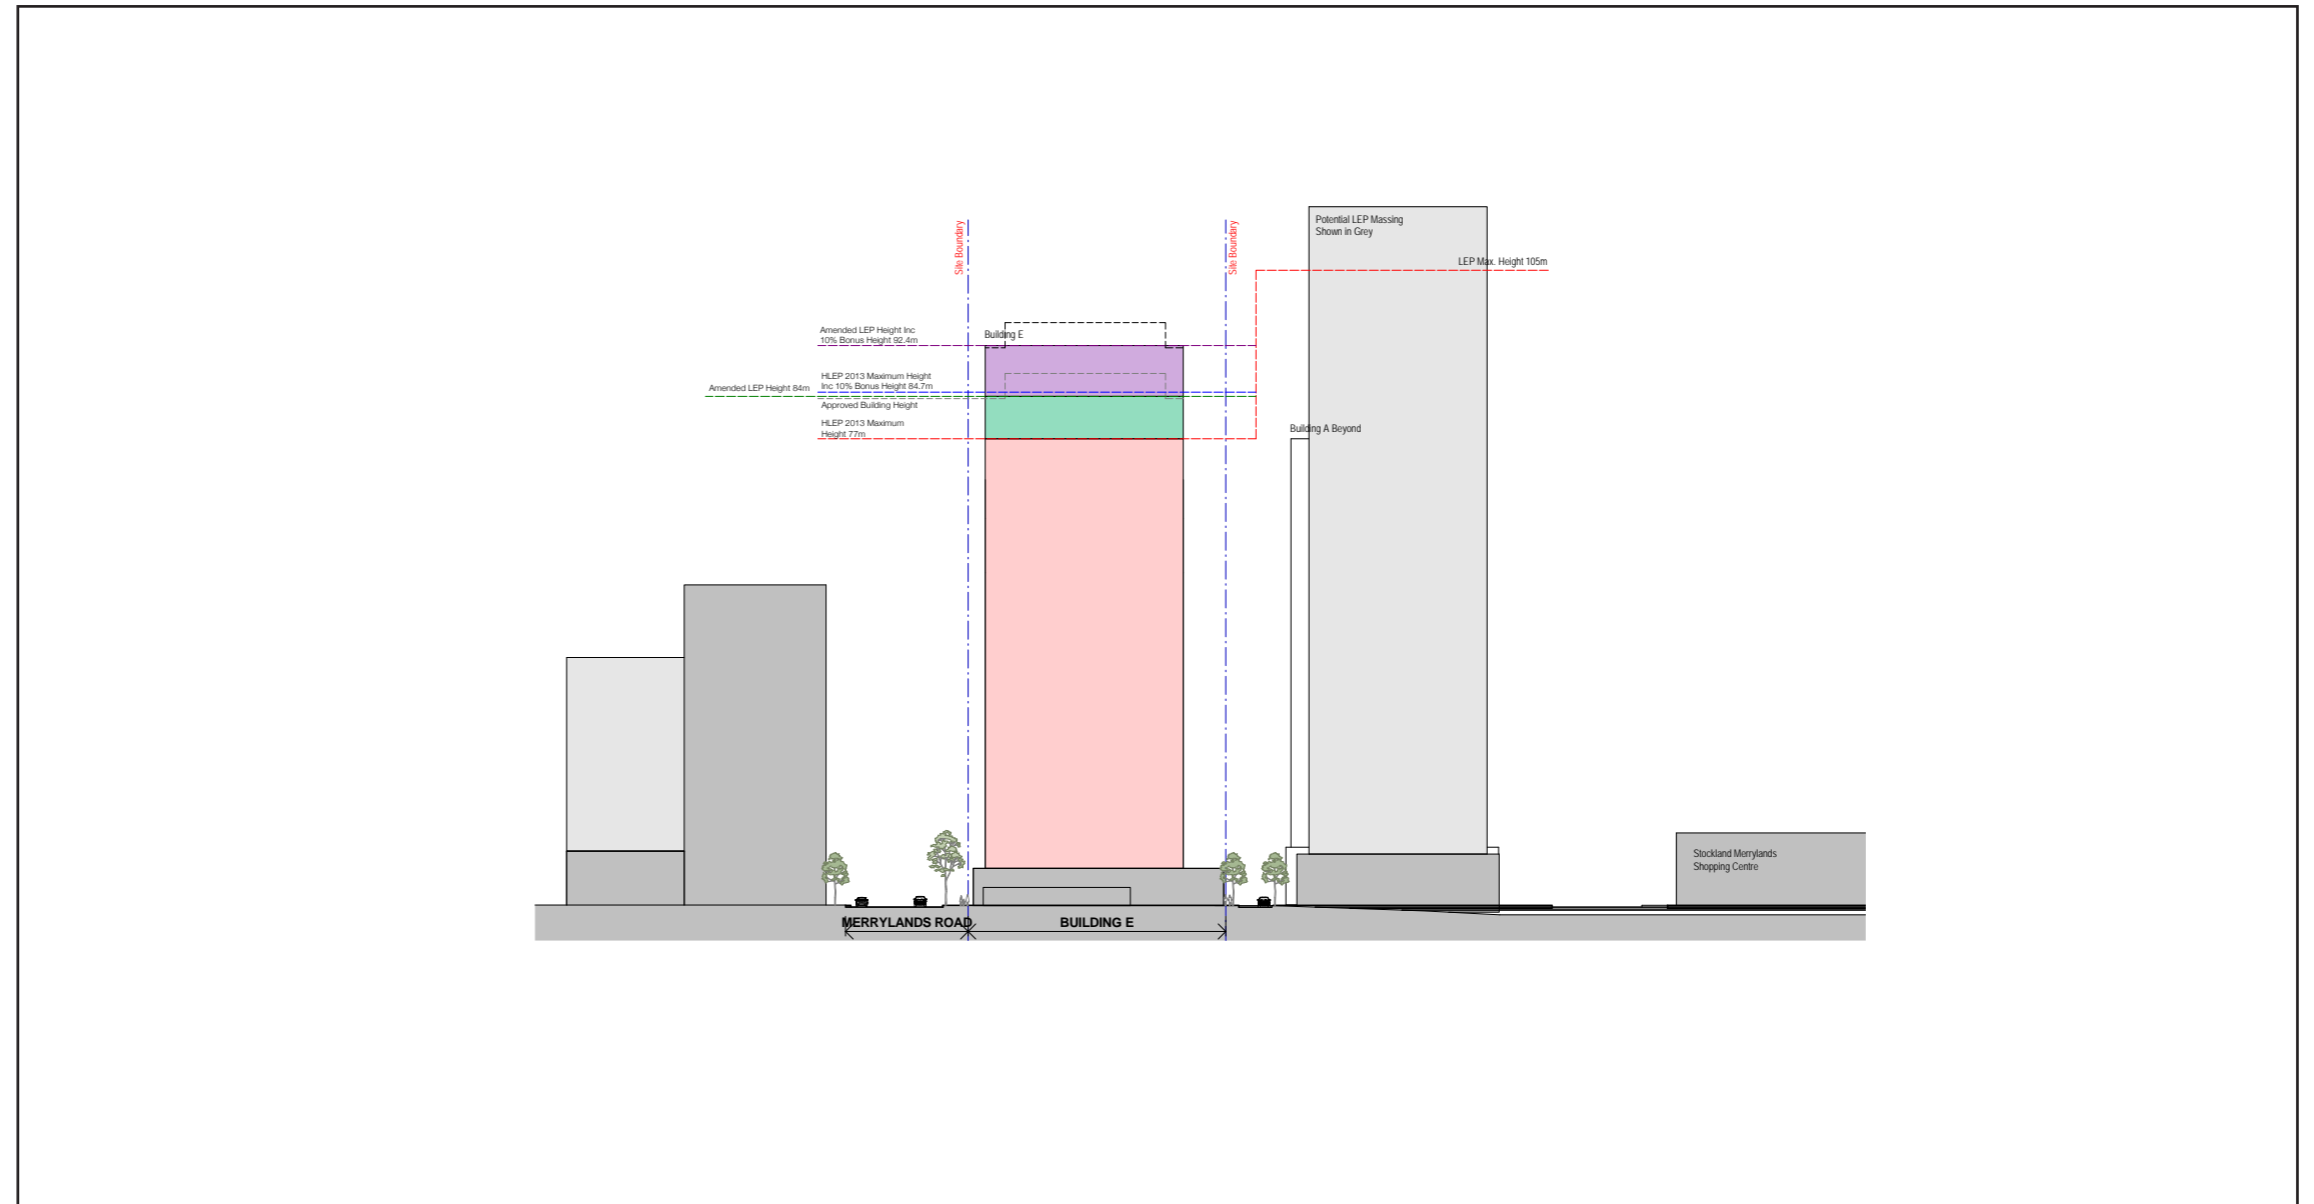 Site Boundary
Site Boundary
Potential LEP Massing
Shown in Grey
LEP Max. Height 105m
Amended LEP Height Inc
10% Bonus Height 92.4m
Building E
HLEP 2013 Maximum Height
Inc 10% Bonus Height 84.7m
Amended LEP Height 84m
Approved Building Height
HLEP 2013 Maximum
Height 77m
Building A Beyond
Stockland Merrylands
Shopping Centre
MERRYLANDS ROAD
BUILDING E